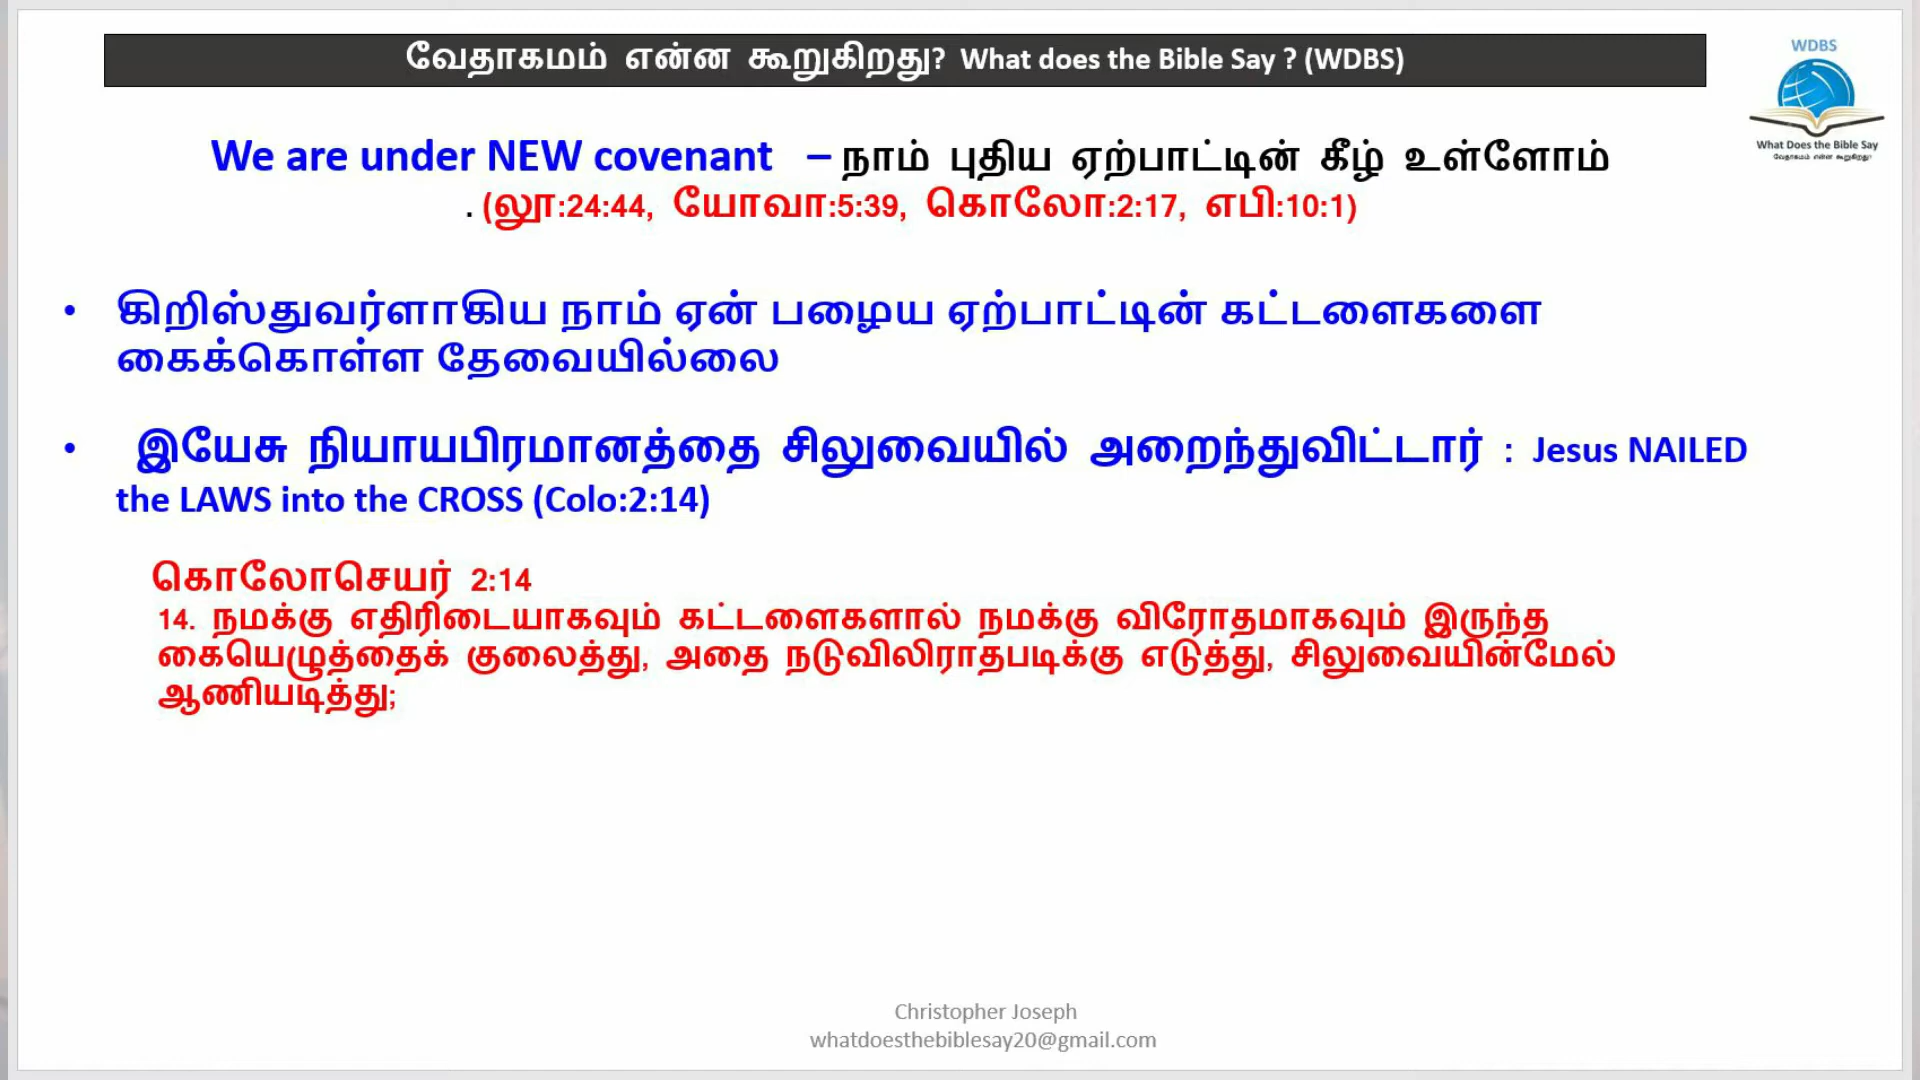 வேதாகமம் என்ன கூறுகிறது? What does the Bible Say ? (WDBS)
WDBS
What Does the Bible Say
வேதாகமம் என்ன கூறுகிறது?
We are under NEW covenant – நாம் புதிய ஏற்பாட்டின் கீழ் உள்ளோம்
. (லூ:24:44, யோவா:5:39, கொலோ:2:17, எபி:10:1)
• கிறிஸ்துவர்ளாகிய நாம் ஏன் பழைய ஏற்பாட்டின் கட்டளைகளை
கைக்கொள்ள தேவையில்லை
• இயேசு நியாயபிரமானத்தை சிலுவையில் அறைந்துவிட்டார் : Jesus NAILED
the LAWS into the CROSS (Colo:2:14)
கொலோசெயர் 2:14
14. நமக்கு எதிரிடையாகவும் கட்டளைகளால் நமக்கு விரோதமாகவும் இருந்த
கையெழுத்தைக் குலைத்து, அதை நடுவிலிராதபடிக்கு எடுத்து, சிலுவையின்மேல்
ஆணியடித்து;
Christopher Joseph
whatdoesthebiblesay20@gmail.com